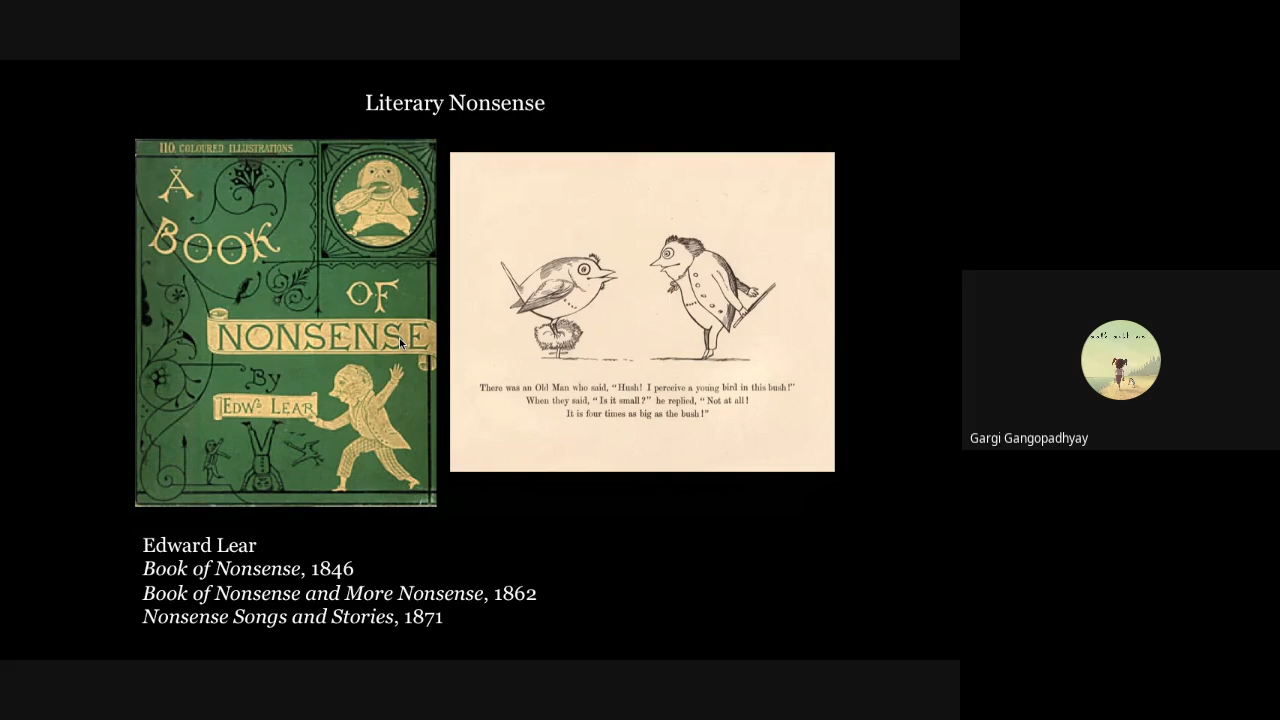 Literary Nonsense
110 COLOURED ILLUSTRATIONS
A
BOOK
OF
NONSENSE
By
EDWD LEAR
There was an Old Man who said, "Hush! I perceive a young bird in this bush!"
When they said, "Is it small?" he replied, "Not at all!
It is four times as big as the bush!"
Edward Lear
Book of Nonsense, 1846
Book of Nonsense and More Nonsense, 1862
Nonsense Songs and Stories, 1871
Gargi Gangopadhyay